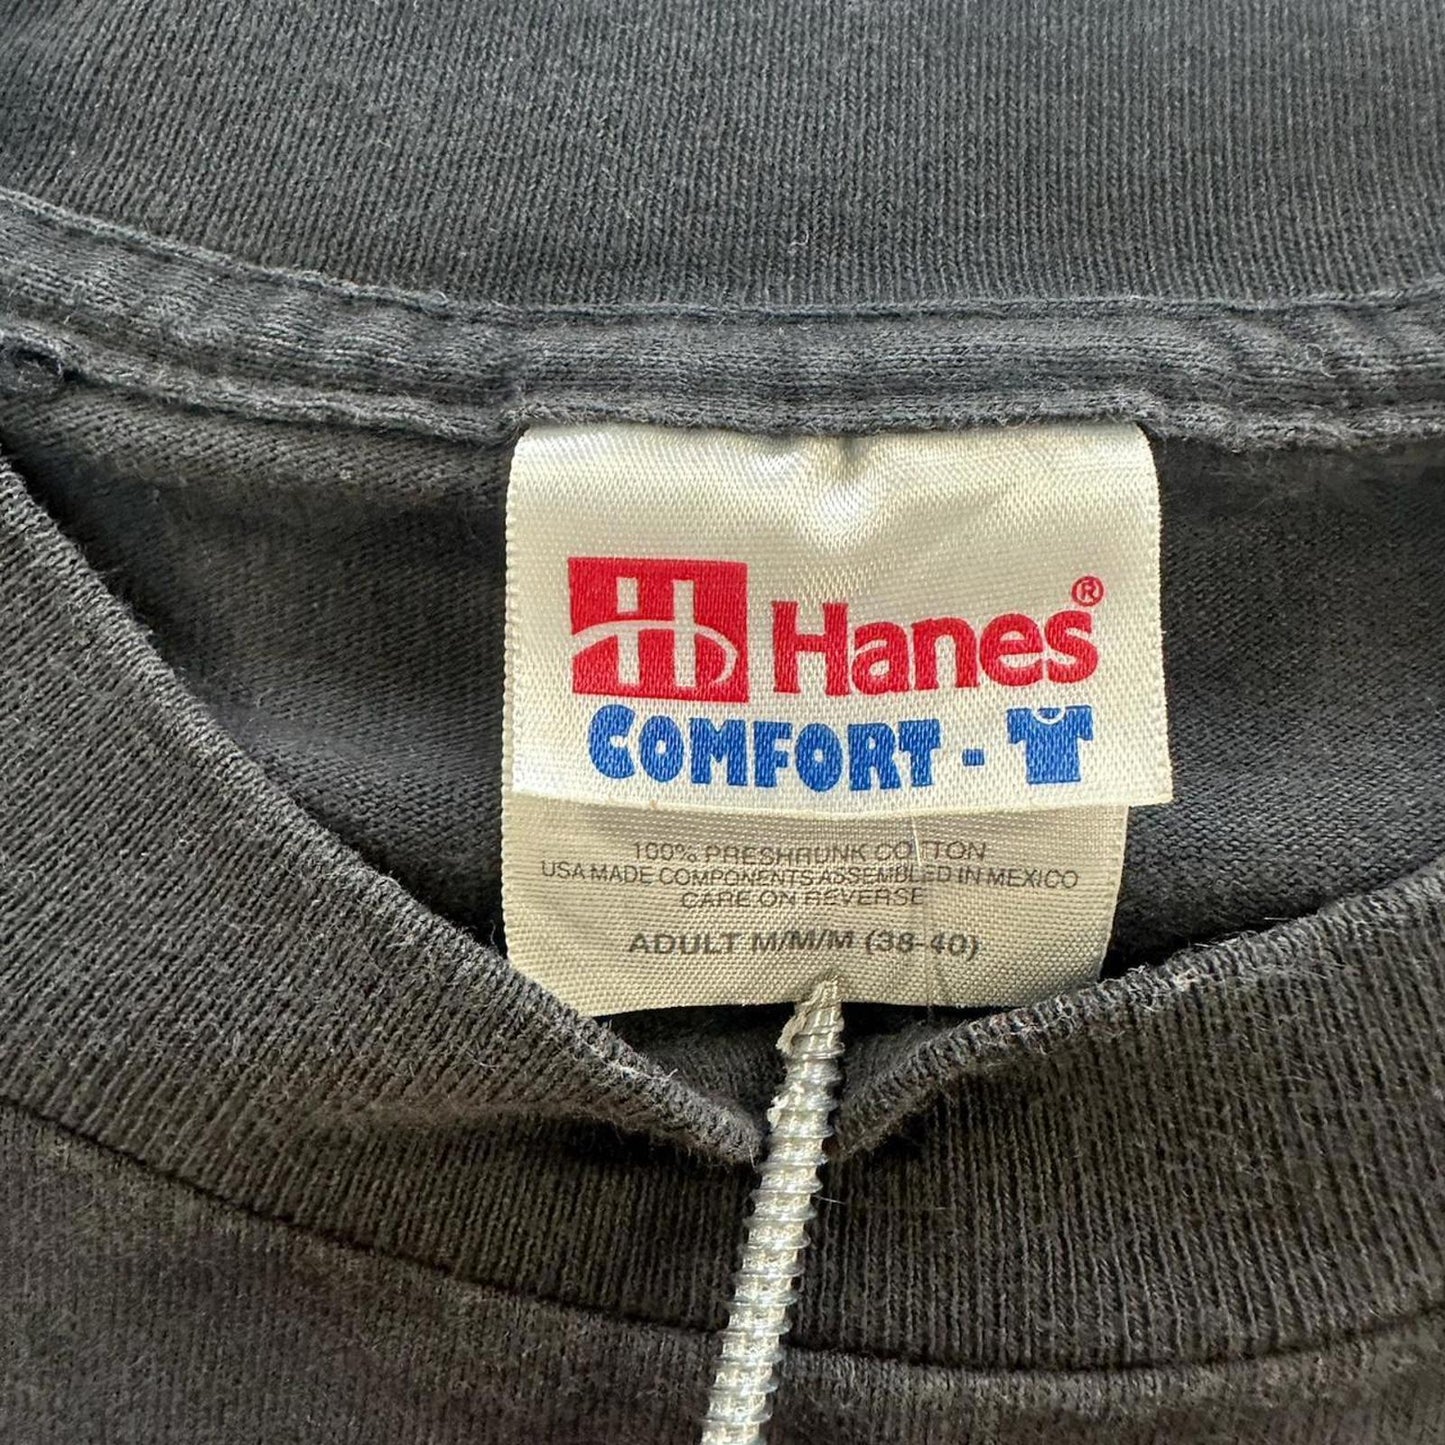 H Hanes®
COMFORT -
100% PRESHRUNK COTTON
USA MADE COMPONENTS ASSEMBLED IN MEXICO
CARE ON REVERSE
ADULT M/M/M (38-40)